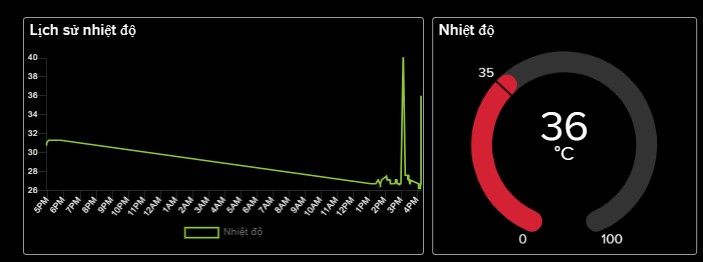 Lịch sử nhiệt độ
40
38
36
34
32
30
28
26
5PM 6PM 7PM 8PM 9PM 10PM 11PM 12AM 1AM 2AM 3AM 4AM 5AM 6AM 7AM 8AM 9AM 10AM 11AM 12PM 1PM 2PM 3PM 4PM
Nhiệt độ
Nhiệt độ
35
36
°C
0 100